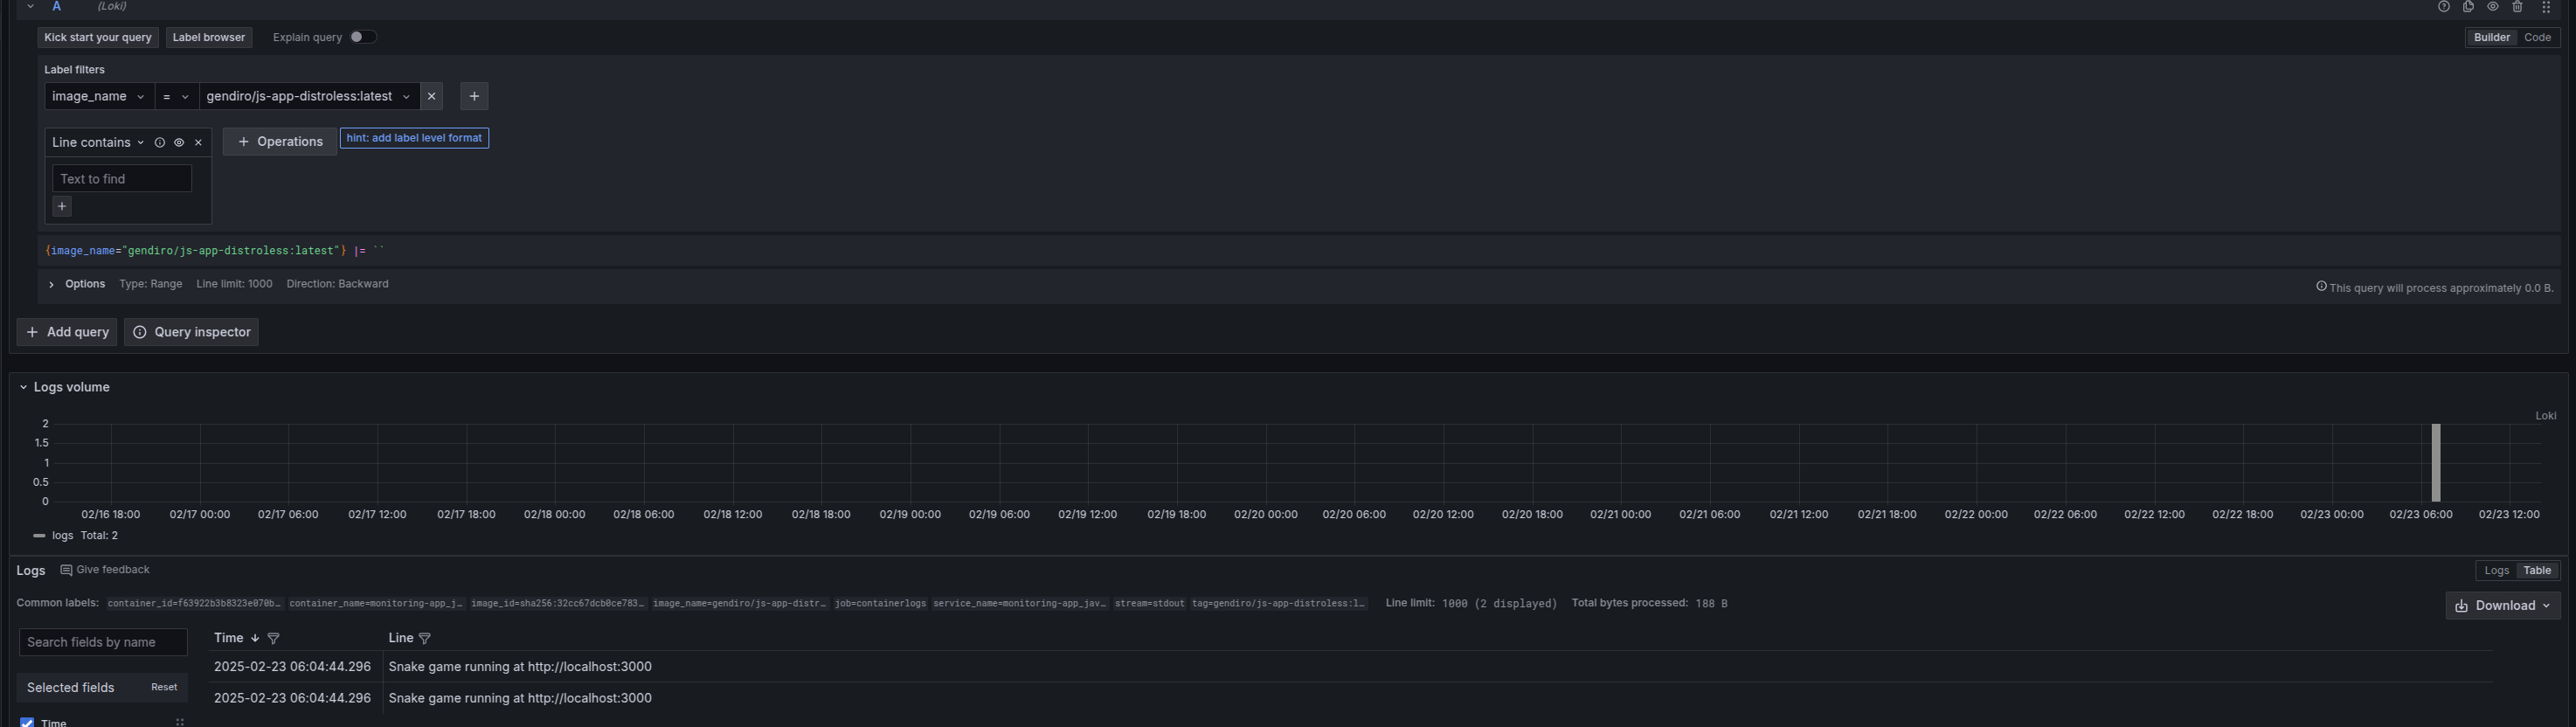 A (Loki)
Kick start your query Label browser Explain query Builder Code
Label filters
image_name = gendiro/js-app-distroless:latest
Line contains Operations hint: add label level format
Text to find
{image_name="gendiro/js-app-distroless:latest"} |= ``
Options Type: Range Line limit: 1000 Direction: Backward This query will process approximately 0.0 B.
+ Add query Query inspector
Logs volume
Loki
2
1.5
1
0.5
0
02/16 18:00 02/17 00:00 02/17 06:00 02/17 12:00 02/17 18:00 02/18 00:00 02/18 06:00 02/18 12:00 02/18 18:00 02/19 00:00 02/19 06:00 02/19 12:00 02/19 18:00 02/20 00:00 02/20 06:00 02/20 12:00 02/20 18:00 02/21 00:00 02/21 06:00 02/21 12:00 02/21 18:00 02/22 00:00 02/22 06:00 02/22 12:00 02/22 18:00 02/23 00:00 02/23 06:00 02/23 12:00
logs Total: 2
Logs Give feedback Logs Table
Common labels: container_id=f63922b3b8323e070b… container_name=monitoring-app_j… image_id=sha256:32cc67dcb0ce783… image_name=gendiro/js-app-distr… job=containerlogs service_name=monitoring-app_jav… stream=stdout tag=gendiro/js-app-distroless:l… Line limit: 1000 (2 displayed) Total bytes processed: 188 B
Download
Search fields by name Time Line
2025-02-23 06:04:44.296 Snake game running at http://localhost:3000
Selected fields Reset
2025-02-23 06:04:44.296 Snake game running at http://localhost:3000
Time